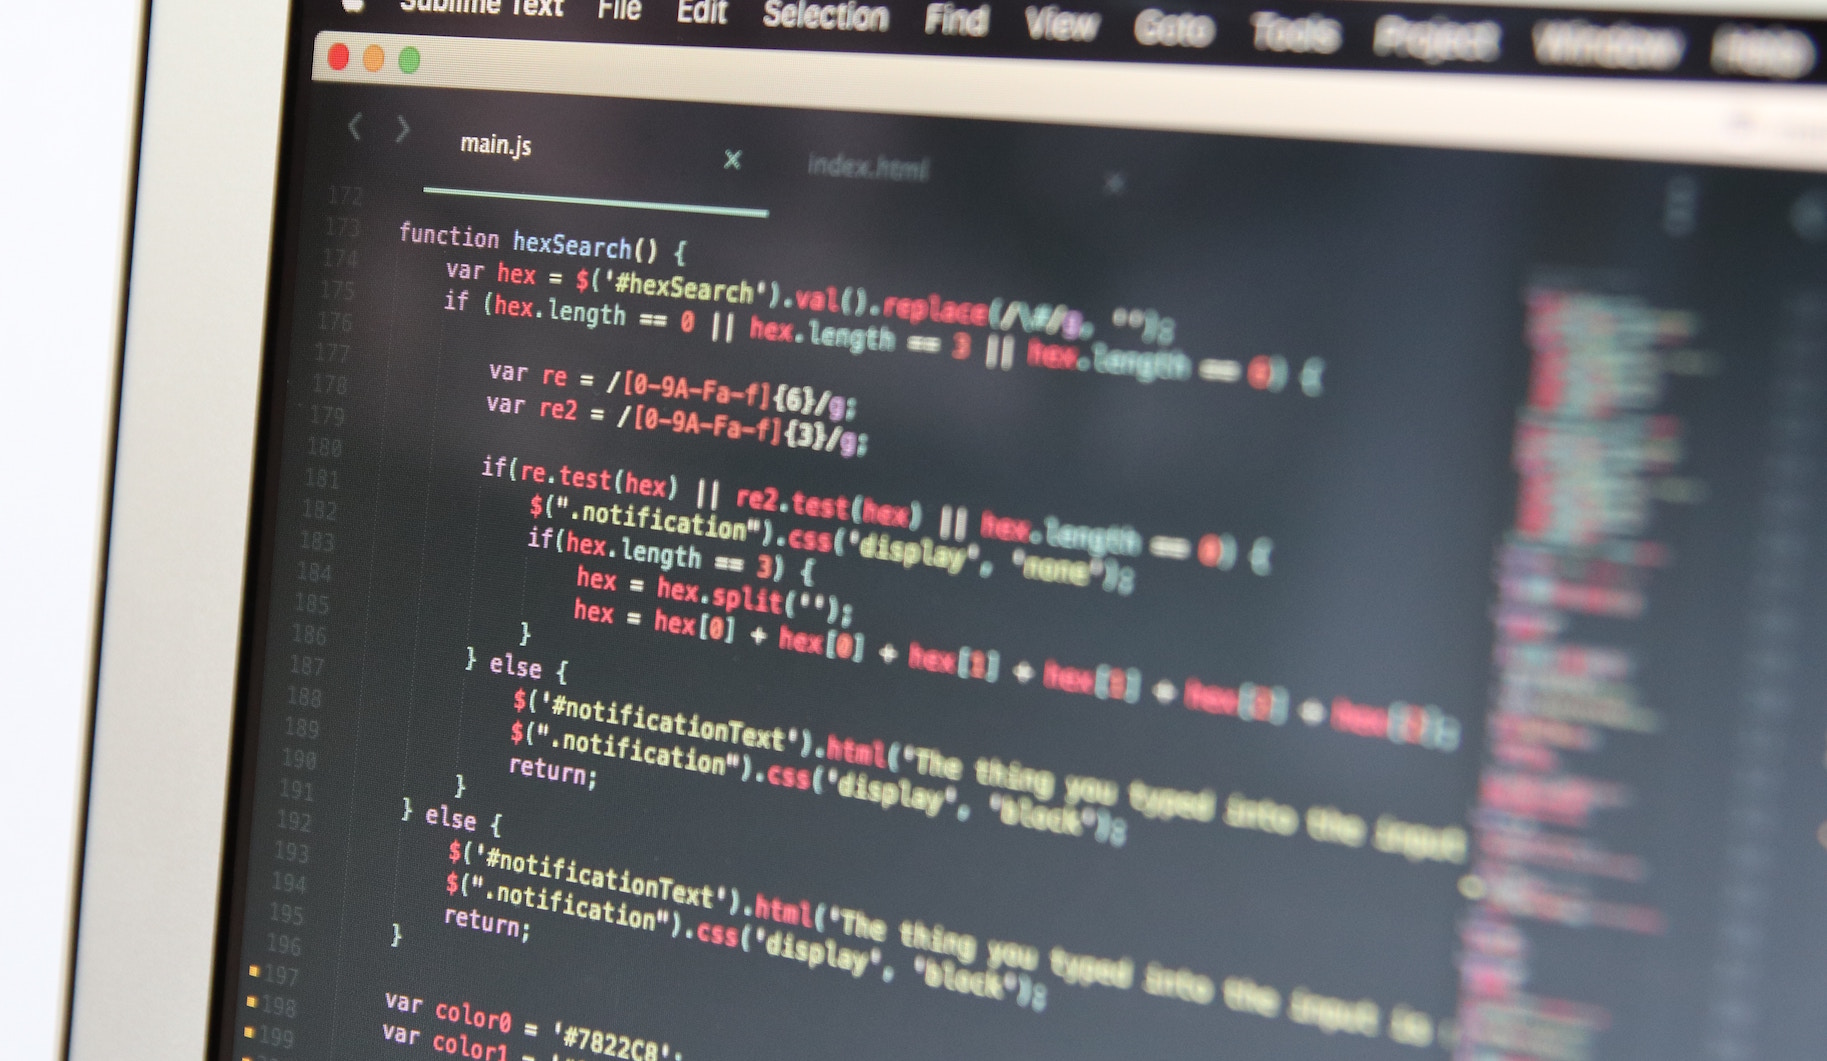 Sublime Text File Edit Selection Find View Goto Tools Project Window Help
main.js index.html
172
173 function hexSearch() {
174 var hex = $('#hexSearch').val().replace(/\#/g, '');
175 if (hex.length == 0 || hex.length == 3 || hex.length == ) {
176
177 var re = /[0-9A-Fa-f]{6}/g;
178 var re2 = /[0-9A-Fa-f]{3}/g;
179
180 if(re.test(hex) || re2.test(hex) || hex.length == 0) {
181 $(".notification").css('display', 'none');
182 if(hex.length == 3) {
183 hex = hex.split('');
184 hex = hex[0] + hex[0] + hex[1] + hex[1] + hex[2] + hex[2];
185 }
186 } else {
187 $('#notificationText').html('The thing you typed into the input
188 $(".notification").css('display', 'block');
189 return;
190 }
191 } else {
192 $('#notificationText').html('The thing you typed into the input is
193 $(".notification").css('display', 'block');
194 return;
195 }
196
197 var color0 = '#7822C8';
198 var color1 = '#
199